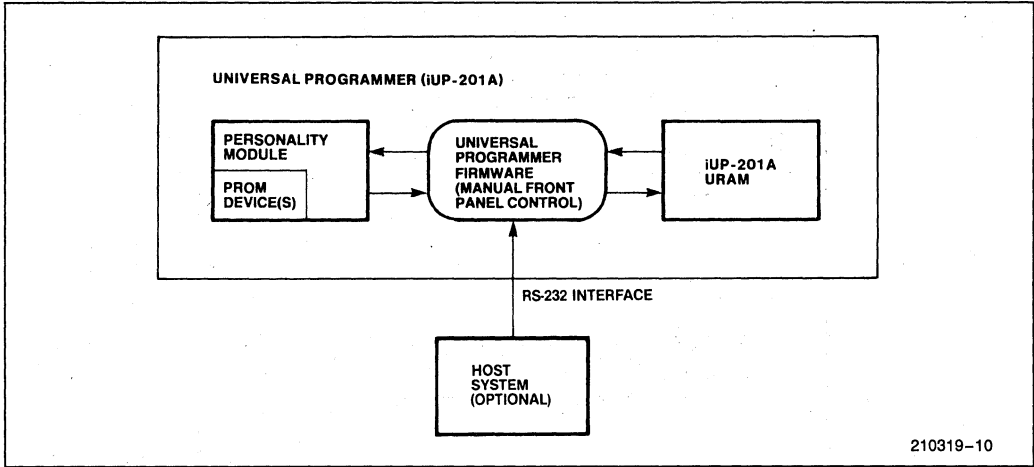 UNIVERSAL PROGRAMMER (iUP-201A)
PERSONALITY
MODULE
PROM
DEVICE(S)
UNIVERSAL
PROGRAMMER
FIRMWARE
(MANUAL FRONT
PANEL CONTROL)
iUP-201A
URAM
RS-232 INTERFACE
HOST
SYSTEM
(OPTIONAL)
210319–10